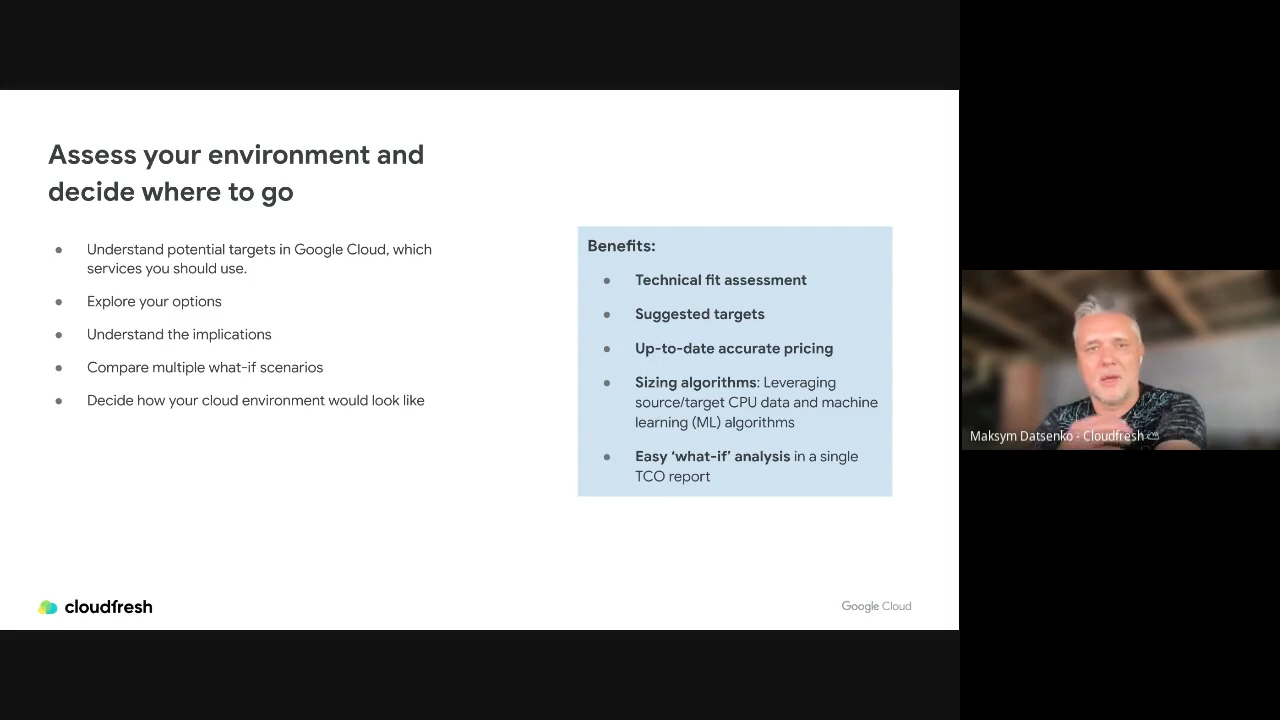 Assess your environment and
decide where to go
● Understand potential targets in Google Cloud, which
services you should use.
● Explore your options
● Understand the implications
● Compare multiple what-if scenarios
● Decide how your cloud environment would look like
Benefits:
● Technical fit assessment
● Suggested targets
● Up-to-date accurate pricing
● Sizing algorithms: Leveraging
source/target CPU data and machine
learning (ML) algorithms
● Easy ‘what-if’ analysis in a single
TCO report
cloudfresh
Google Cloud
Maksym Datsenko - Cloudfresh ⛅